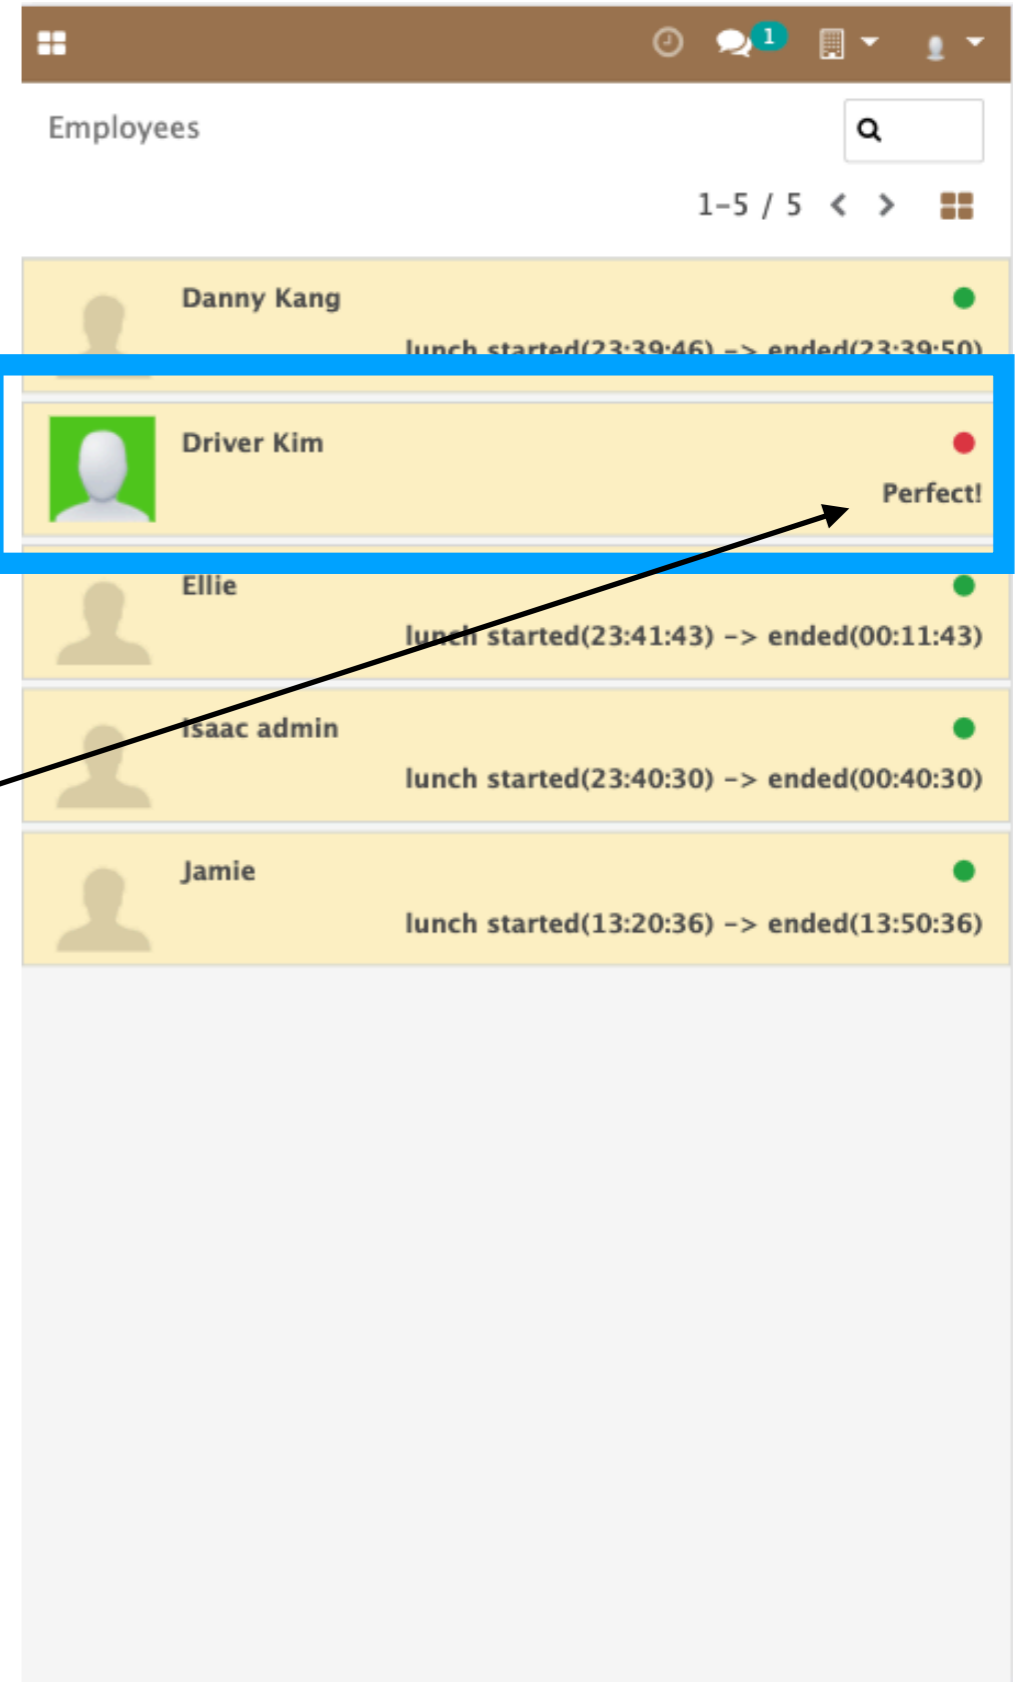 1
Employees
1-5 / 5
Danny Kang
lunch started(23:39:46) -> ended(23:39:50)
Driver Kim
Perfect!
Ellie
lunch started(23:41:43) -> ended(00:11:43)
Isaac admin
lunch started(23:40:30) -> ended(00:40:30)
Jamie
lunch started(13:20:36) -> ended(13:50:36)